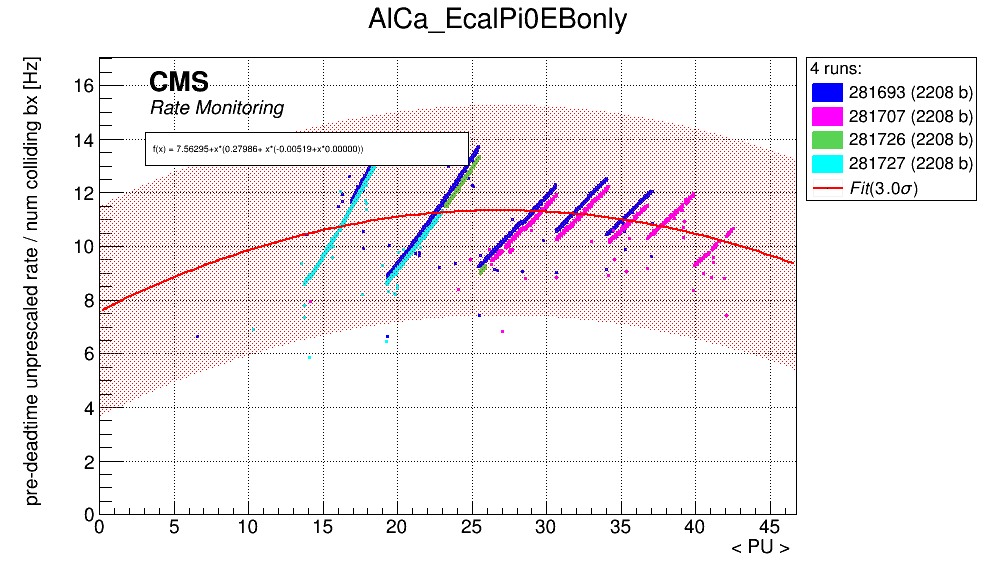 AlCa_EcalPi0EBonly
pre-deadtime unprescaled rate / num colliding bx [Hz]
CMS
Rate Monitoring
f(x) = 7.56295+x*(0.27986+ x*(-0.00519+x*0.00000))
16
14
12
10
8
6
4
2
0
0 5 10 15 20 25 30 35 40 45
< PU >
4 runs:
281693 (2208 b)
281707 (2208 b)
281726 (2208 b)
281727 (2208 b)
Fit(3.0σ)